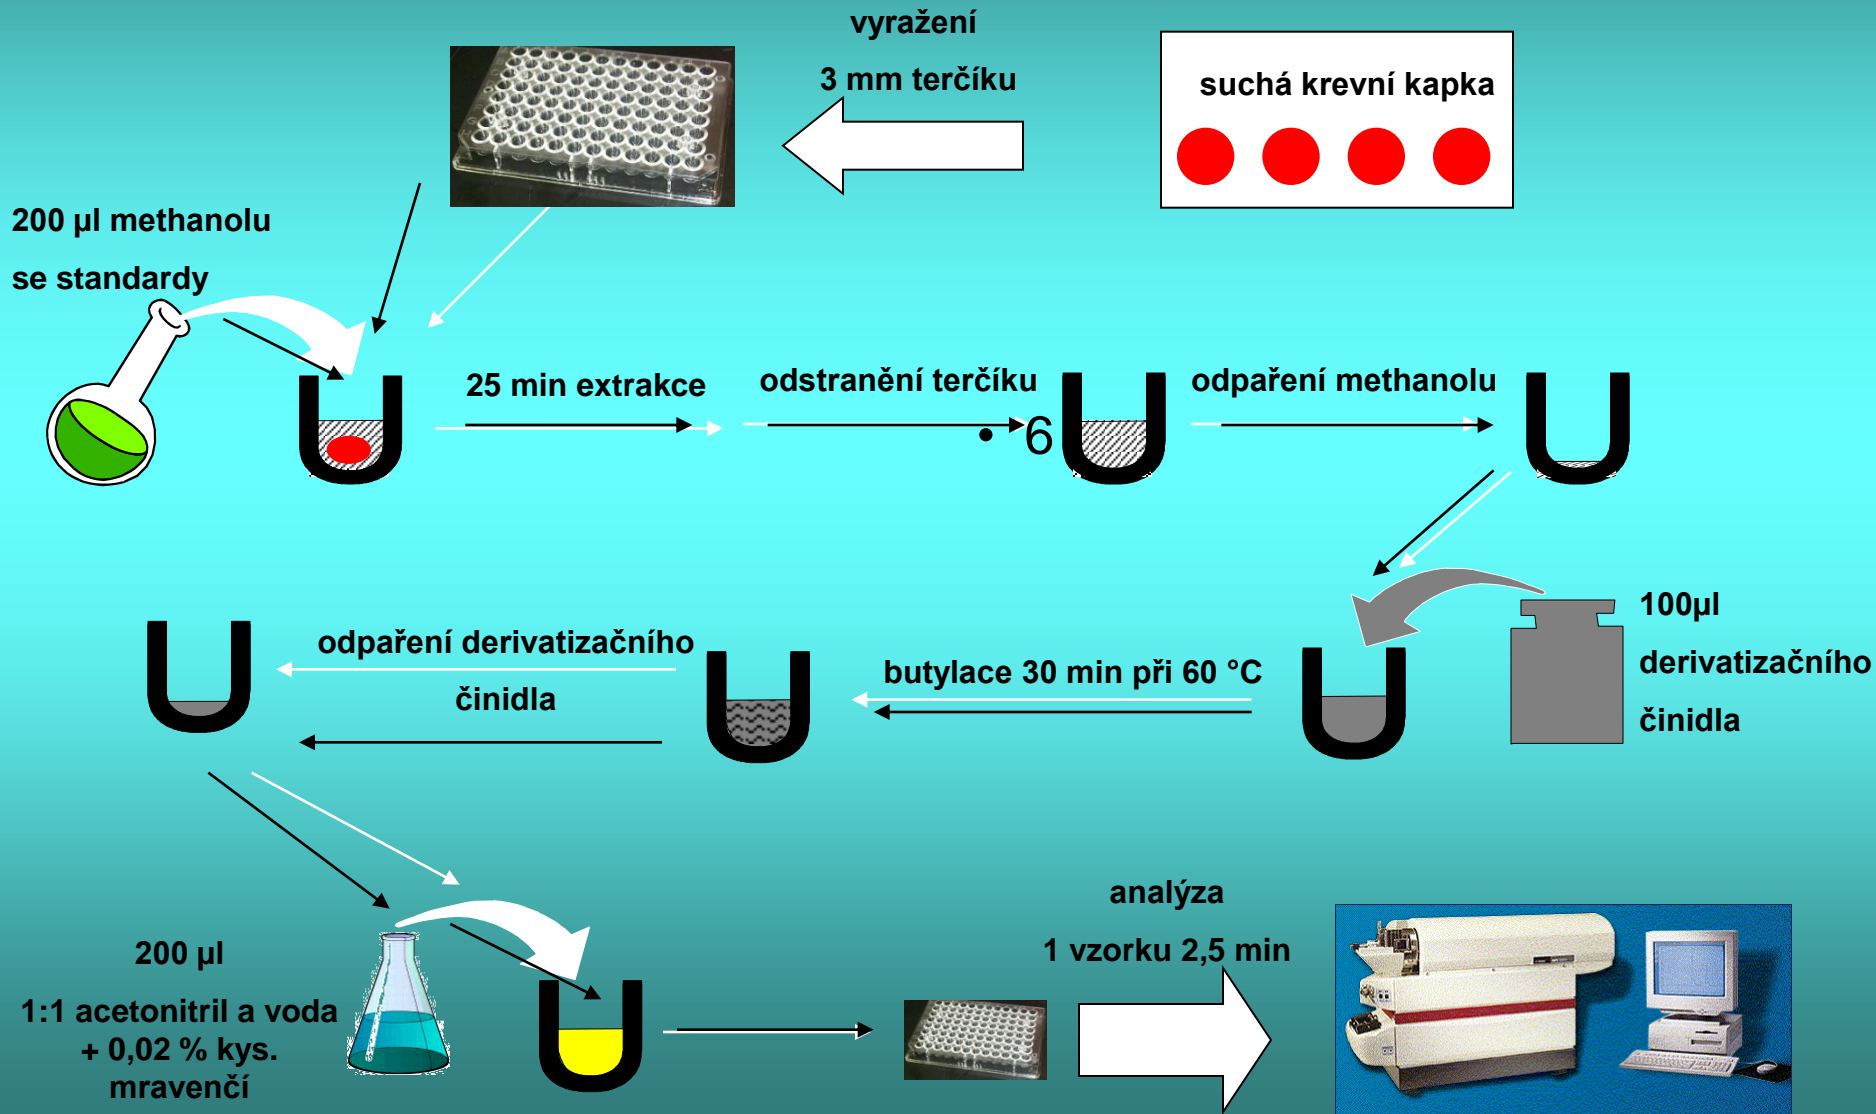 vyražení
3 mm terčíku
suchá krevní kapka
200 µl methanolu
se standardy
25 min extrakce
odstranění terčíku
odpaření methanolu
• 6
100µl
derivatizačního
činidla
butylace 30 min při 60 °C
odpaření derivatizačního
činidla
200 µl
1:1 acetonitril a voda
+ 0,02 % kys.
mravenčí
analýza
1 vzorku 2,5 min